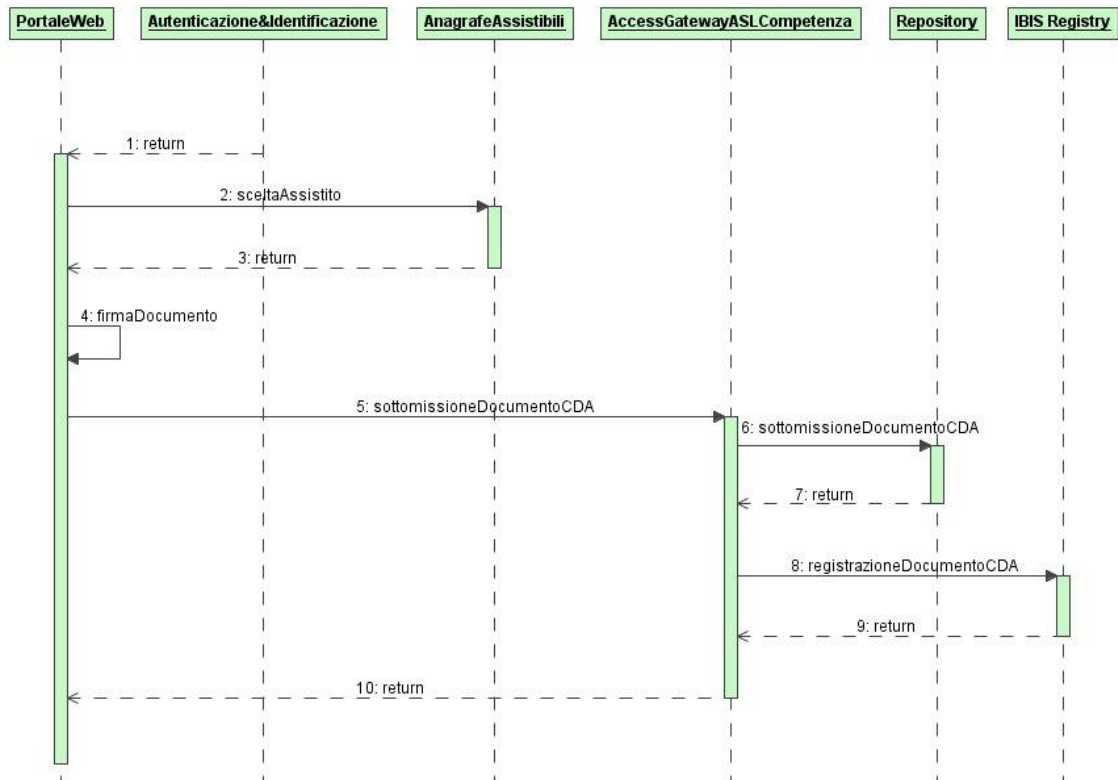 PortaleWeb
Autenticazione&Identificazione
AnagrafeAssistibili
AccessGatewayASLCompetenza
Repository
IBIS Registry
1: return
2: sceltaAssistito
3: return
4: firmaDocumento
5: sottomissioneDocumentoCDA
6: sottomissioneDocumentoCDA
7: return
8: registrazioneDocumentoCDA
9: return
10: return